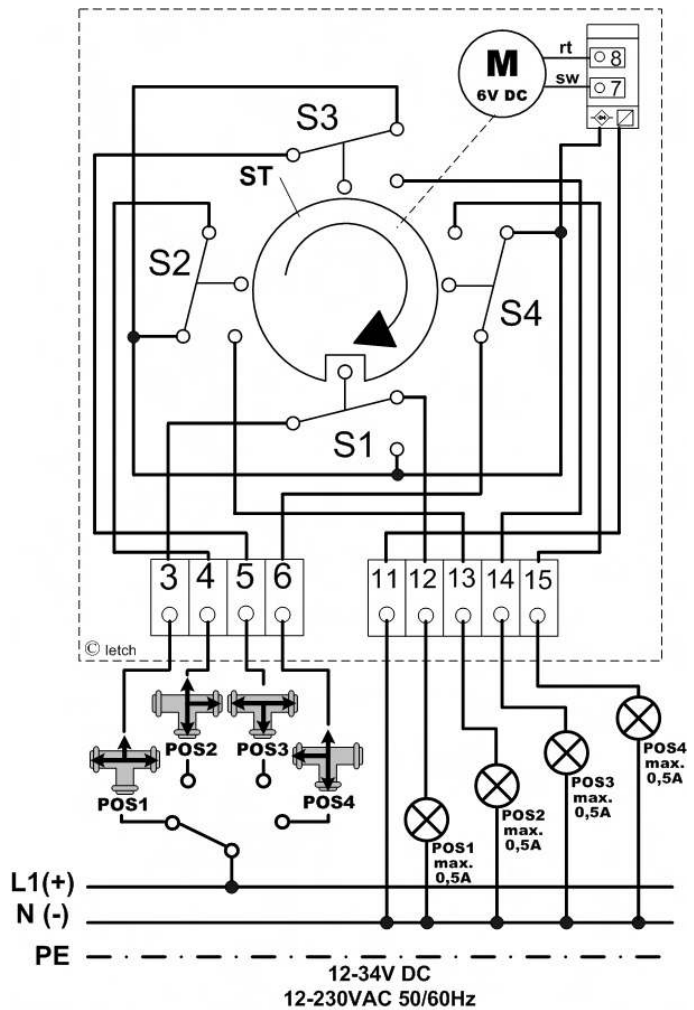 M
6V DC
rt
8
sw
7
S3
ST
S2
S4
S1
3 4 5 6
11 12 13 14 15
© letch
POS1
POS2
POS3
POS4
POS1
max.
0,5A
POS2
max.
0,5A
POS3
max.
0,5A
POS4
max.
0,5A
L1(+)
N (-)
PE
12-34V DC
12-230VAC 50/60Hz